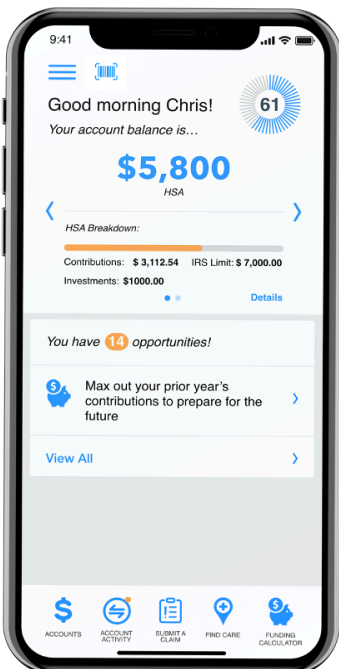 9:41
Good morning Chris!
61
Your account balance is...
$5,800
HSA
HSA Breakdown:
Contributions: $ 3,112.54 IRS Limit: $ 7,000.00
Investments: $1000.00
Details
You have 14 opportunities!
$
Max out your prior year's
contributions to prepare for the
future
View All
$
$
ACCOUNTS
ACCOUNT
ACTIVITY
SUBMIT A
CLAIM
FIND CARE
FUNDING
CALCULATOR